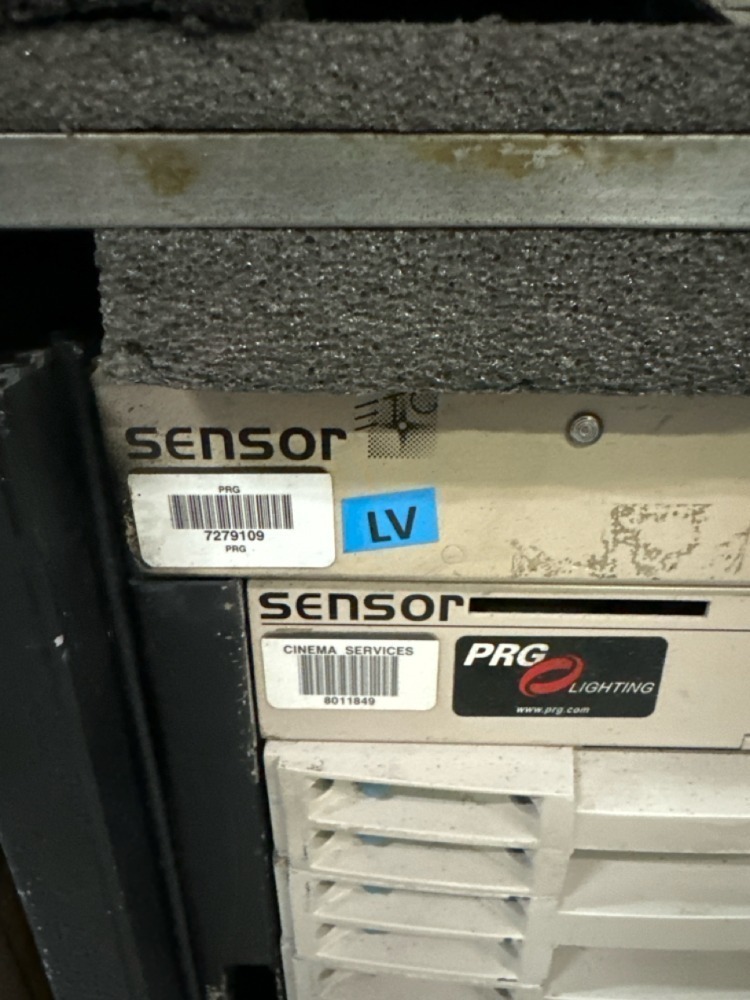 sensor
PRG
7279109
PRG
LV
sensor
CINEMA SERVICES
8011849
PRG
LIGHTING
www.prg.com